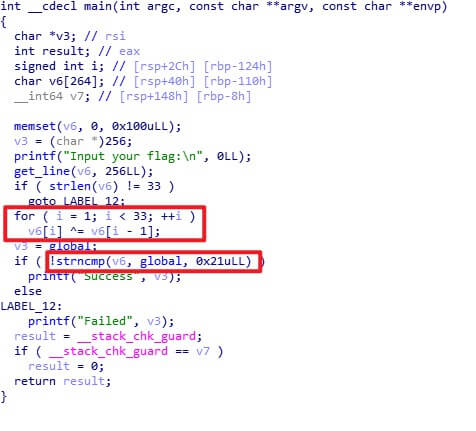 int __cdecl main(int argc, const char **argv, const char **envp)
{
char *v3; // rsi
int result; // eax
signed int i; // [rsp+2Ch] [rbp-124h]
char v6[264]; // [rsp+40h] [rbp-110h]
__int64 v7; // [rsp+148h] [rbp-8h]
memset(v6, 0, 0x100uLL);
v3 = (char *)256;
printf("Input your flag:\n", 0LL);
get_line(v6, 256LL);
if ( strlen(v6) != 33 )
goto LABEL_12;
for ( i = 1; i < 33; ++i )
v6[i] ^= v6[i - 1];
v3 = global;
if ( !strncmp(v6, global, 0x21uLL) )
printf("Success", v3);
else
LABEL_12:
printf("Failed", v3);
result = __stack_chk_guard;
if ( __stack_chk_guard == v7 )
result = 0;
return result;
}